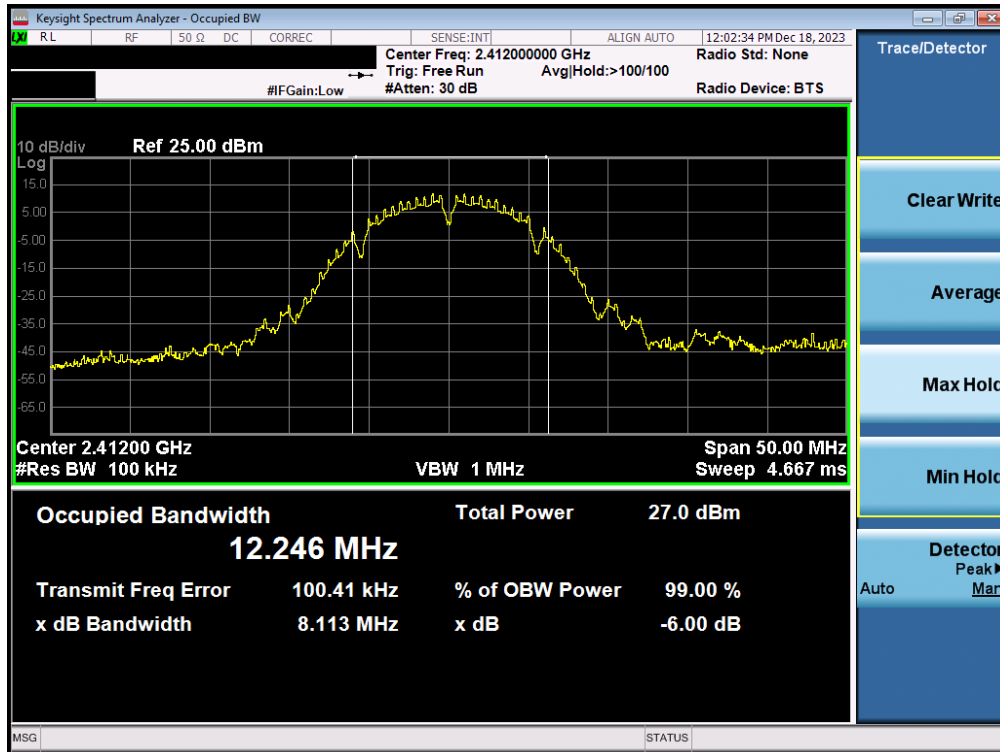 Keysight Spectrum Analyzer - Occupied BW
LXI RL RF 50 Ω DC CORREC SENSE:INT ALIGN AUTO 12:02:34 PM Dec 18, 2023
Center Freq: 2.412000000 GHz Radio Std: None
Trig: Free Run Avg|Hold:>100/100
#IFGain:Low #Atten: 30 dB Radio Device: BTS
10 dB/div Ref 25.00 dBm
Log
15.0
5.00
-5.00
-15.0
-25.0
-35.0
-45.0
-55.0
-65.0
Center 2.41200 GHz Span 50.00 MHz
#Res BW 100 kHz VBW 1 MHz Sweep 4.667 ms
Occupied Bandwidth Total Power 27.0 dBm
12.246 MHz
Transmit Freq Error 100.41 kHz % of OBW Power 99.00 %
x dB Bandwidth 8.113 MHz x dB -6.00 dB
MSG STATUS
Trace/Detector
Clear Write
Average
Max Hold
Min Hold
Detector
Peak
Auto Man